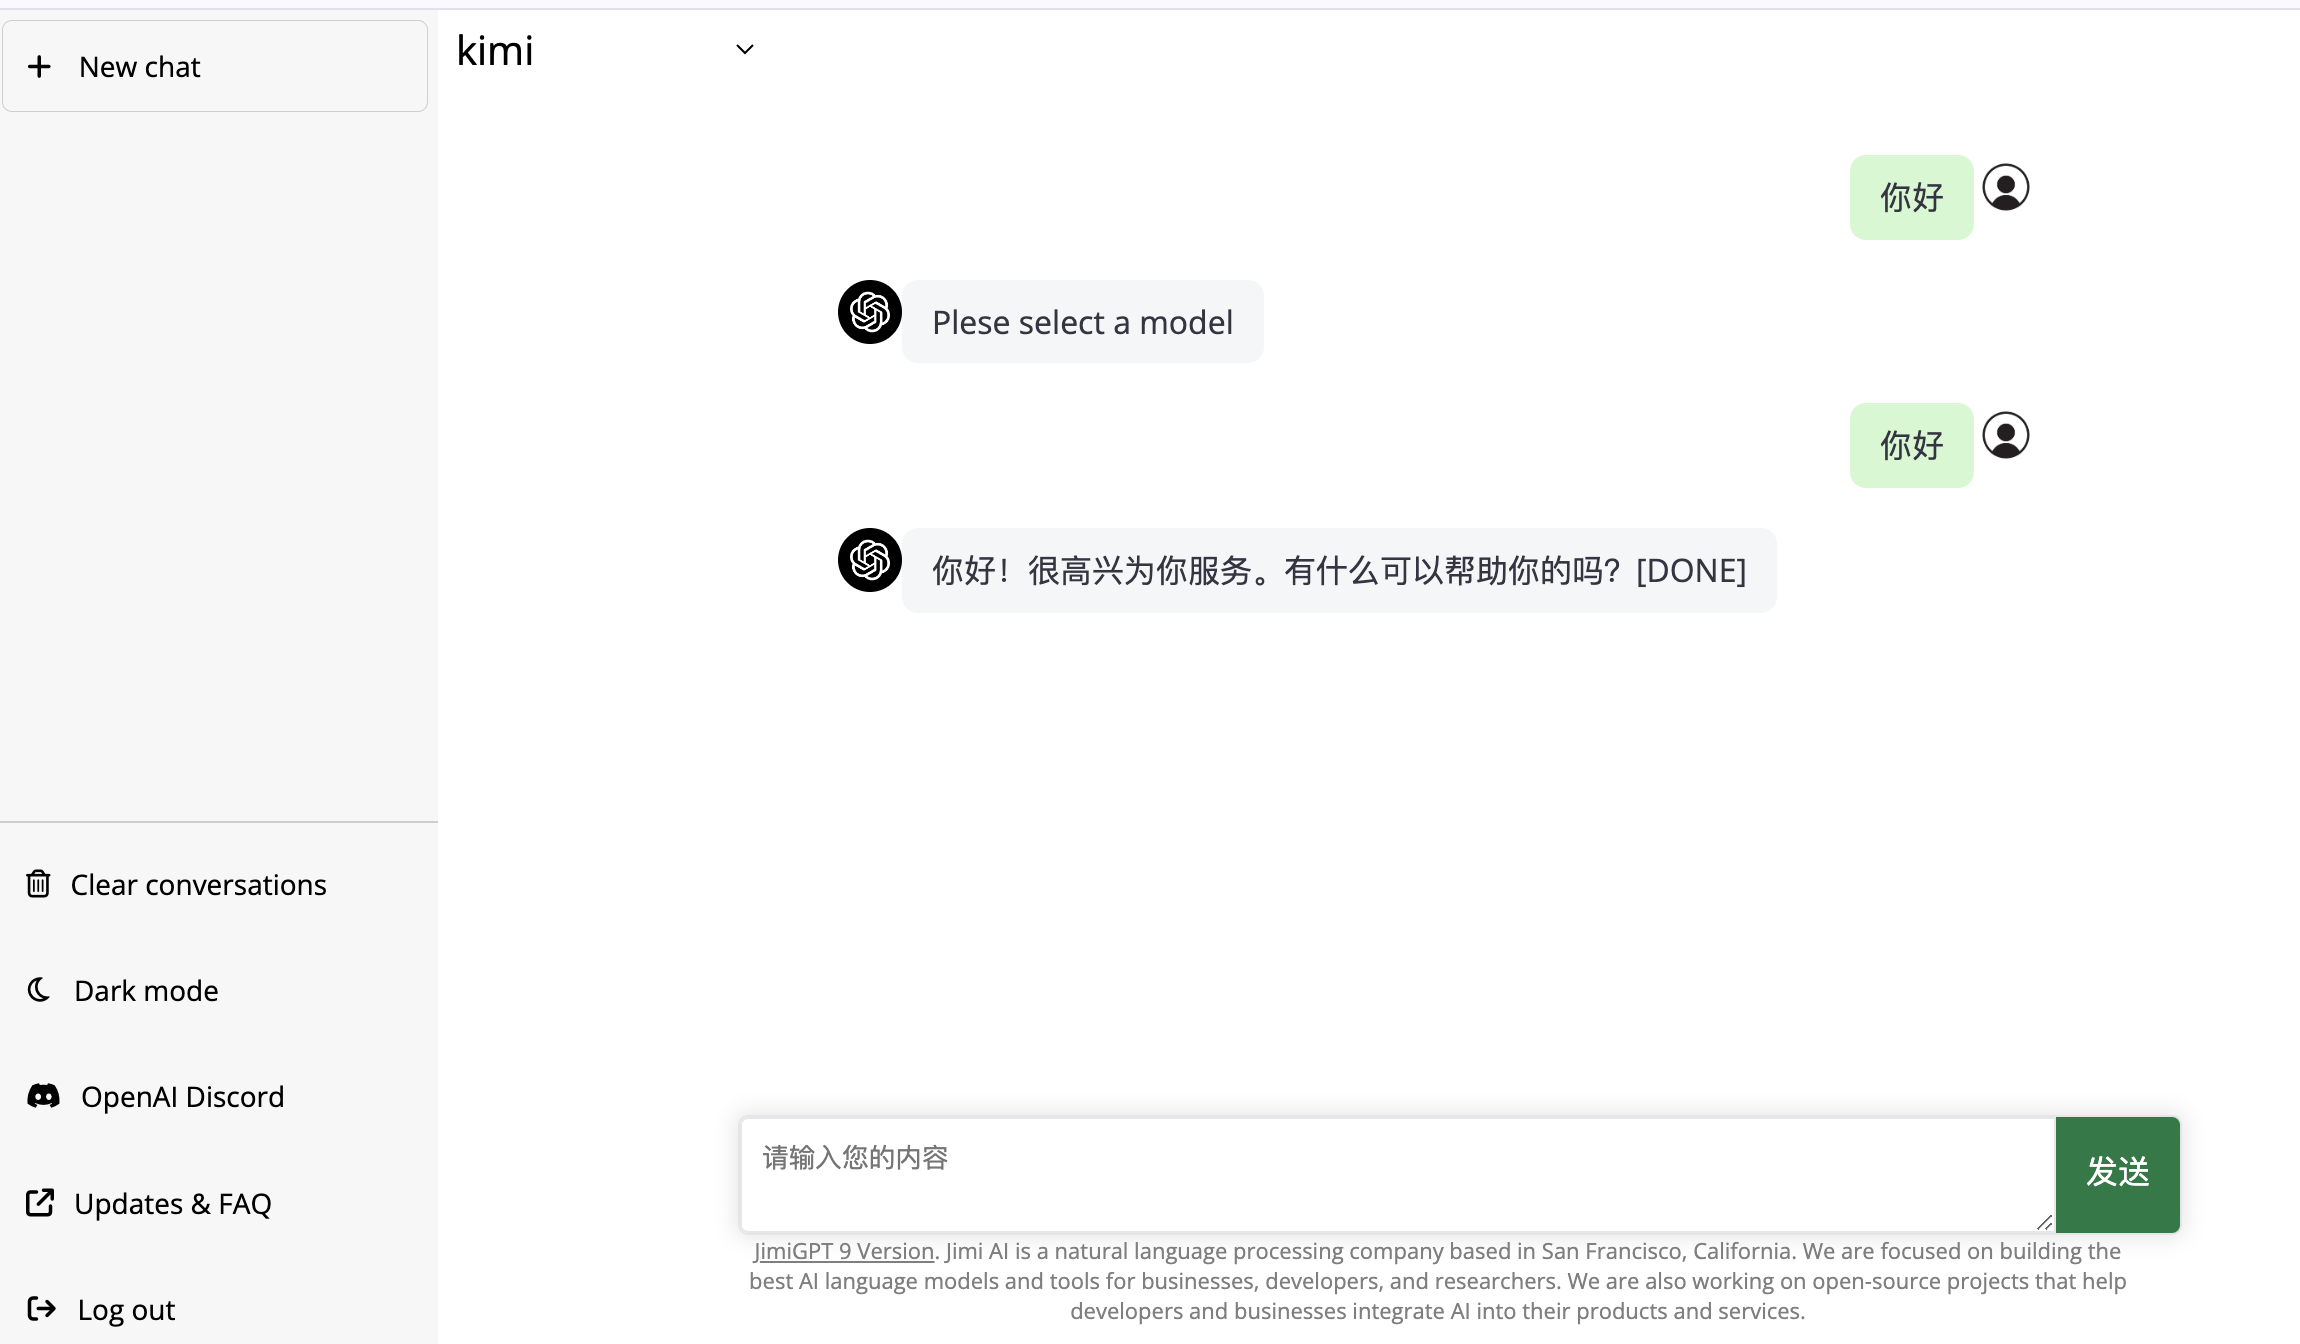 New chat
kimi
你好
Plese select a model
你好
你好！很高兴为你服务。有什么可以帮助你的吗？[DONE]
Clear conversations
Dark mode
OpenAI Discord
Updates & FAQ
Log out
请输入您的内容
发送
JimiGPT 9 Version. Jimi AI is a natural language processing company based in San Francisco, California. We are focused on building the
best AI language models and tools for businesses, developers, and researchers. We are also working on open-source projects that help
developers and businesses integrate AI into their products and services.